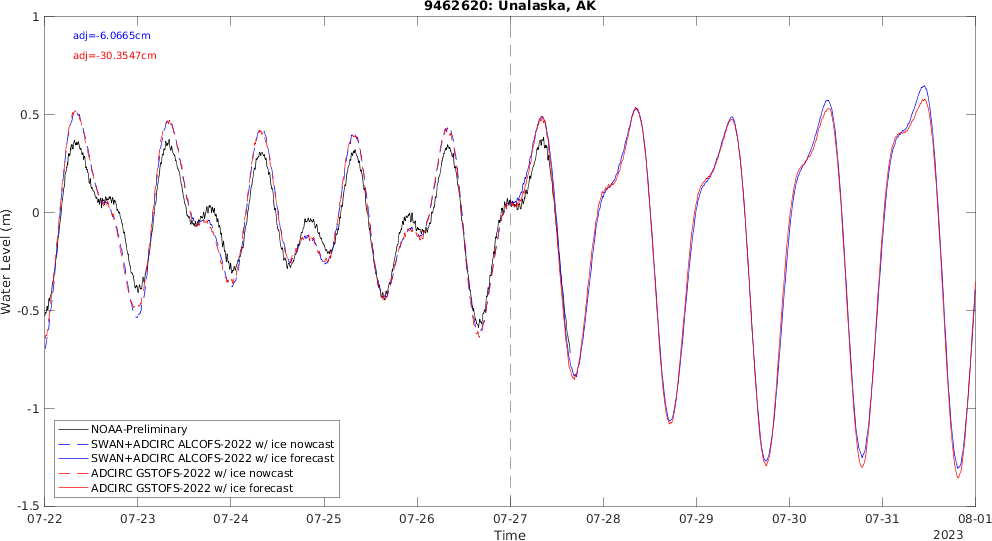 9462620: Unalaska, AK
adj=-6.0665cm
adj=-30.3547cm
Water Level (m)
1
0.5
0
-0.5
-1
-1.5
NOAA-Preliminary
SWAN+ADCIRC ALCOFS-2022 w/ ice nowcast
SWAN+ADCIRC ALCOFS-2022 w/ ice forecast
ADCIRC GSTOFS-2022 w/ ice nowcast
ADCIRC GSTOFS-2022 w/ ice forecast
07-22 07-23 07-24 07-25 07-26 07-27 07-28 07-29 07-30 07-31 08-01
Time
2023